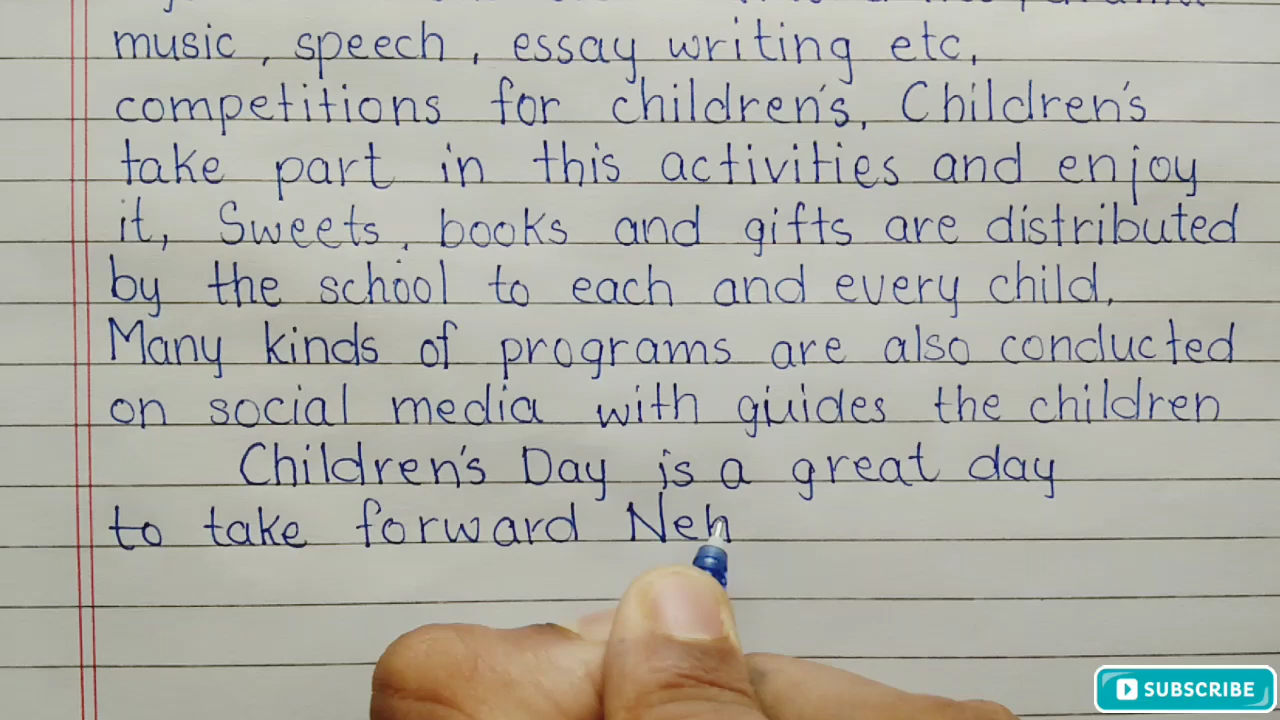 music, speech, essay writing etc,
competitions for children's, Children's
take part in this activities and enjoy
it, Sweets, books and gifts are distributed
by the school to each and every child,
Many kinds of programs are also conducted
on social media with guides the children
Children's Day is a great day
to take forward Neh
SUBSCRIBE